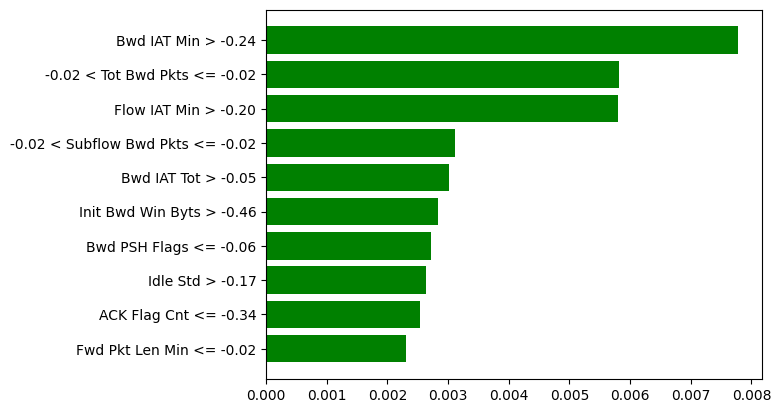 Bwd IAT Min > -0.24
-0.02 < Tot Bwd Pkts <= -0.02
Flow IAT Min > -0.20
-0.02 < Subflow Bwd Pkts <= -0.02
Bwd IAT Tot > -0.05
Init Bwd Win Byts > -0.46
Bwd PSH Flags <= -0.06
Idle Std > -0.17
ACK Flag Cnt <= -0.34
Fwd Pkt Len Min <= -0.02
0.000 0.001 0.002 0.003 0.004 0.005 0.006 0.007 0.008